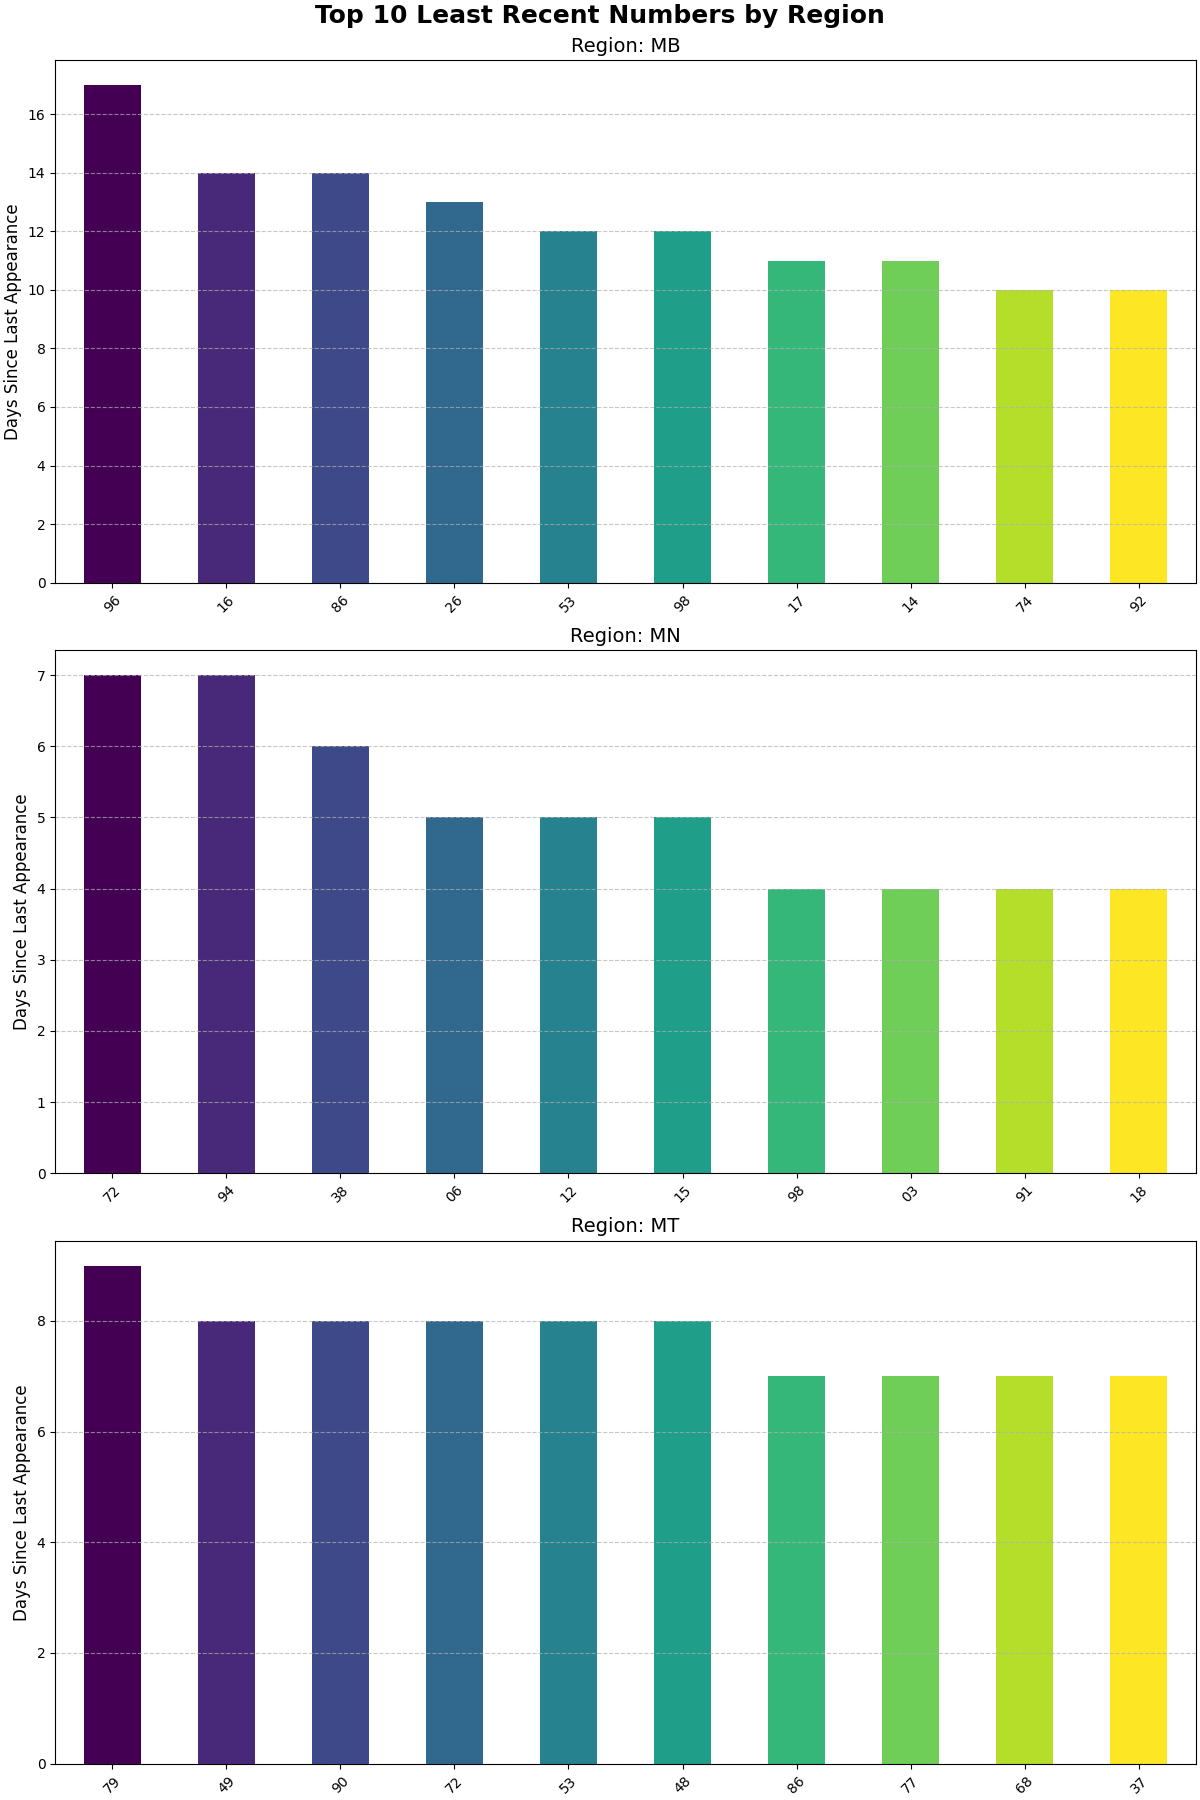 Top 10 Least Recent Numbers by Region
Region: MB
Days Since Last Appearance
16
14
12
10
8
6
4
2
0
96 16 86 26 53 98 17 14 74 92
Region: MN
Days Since Last Appearance
7
6
5
4
3
2
1
0
72 94 38 06 12 15 98 03 91 18
Region: MT
Days Since Last Appearance
8
6
4
2
0
79 49 90 72 53 48 86 77 68 37